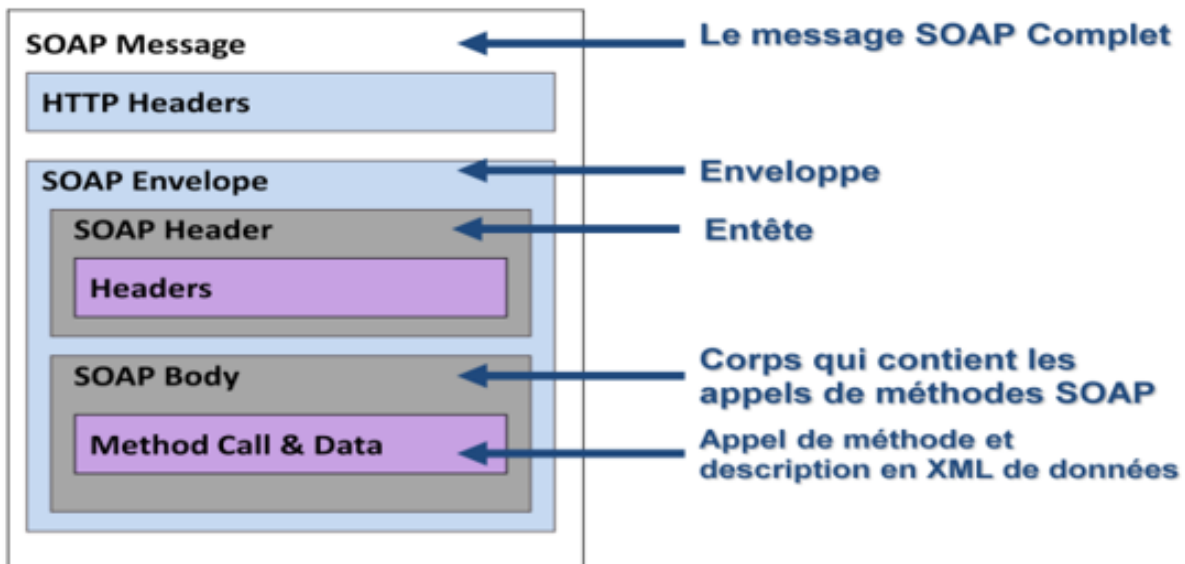 SOAP Message
Le message SOAP Complet
HTTP Headers
SOAP Envelope
Enveloppe
SOAP Header
Entête
Headers
SOAP Body
Corps qui contient les
appels de méthodes SOAP
Method Call & Data
Appel de méthode et
description en XML de données